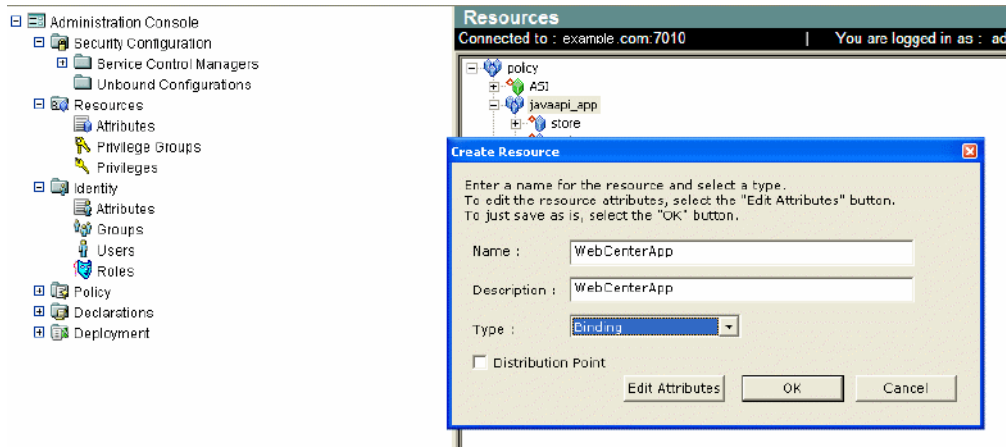 Administration Console
Security Configuration
Service Control Managers
Unbound Configurations
Resources
Attributes
Privilege Groups
Privileges
Identity
Attributes
Groups
Users
Roles
Policy
Declarations
Deployment
Resources
Connected to : example.com:7010 | You are logged in as : ad
policy
ASI
javaapi_app
store
Create Resource
Enter a name for the resource and select a type.
To edit the resource attributes, select the "Edit Attributes" button.
To just save as is, select the "OK" button.
Name : WebCenterApp
Description : WebCenterApp
Type : Binding
Distribution Point
Edit Attributes OK Cancel